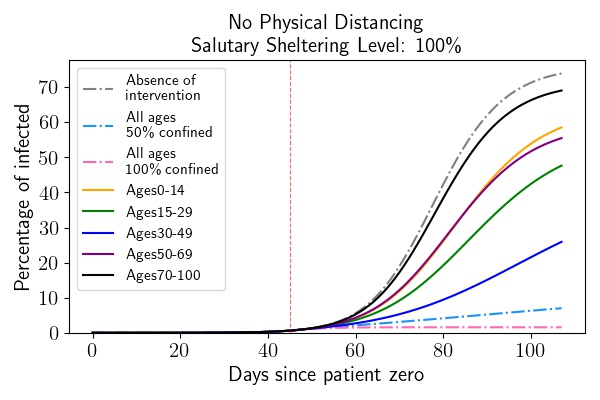 No Physical Distancing
Salutary Sheltering Level: 100%
Percentage of infected
70
60
50
40
30
20
10
0
Absence of
intervention
All ages
50% confined
All ages
100% confined
Ages0-14
Ages15-29
Ages30-49
Ages50-69
Ages70-100
0 20 40 60 80 100
Days since patient zero